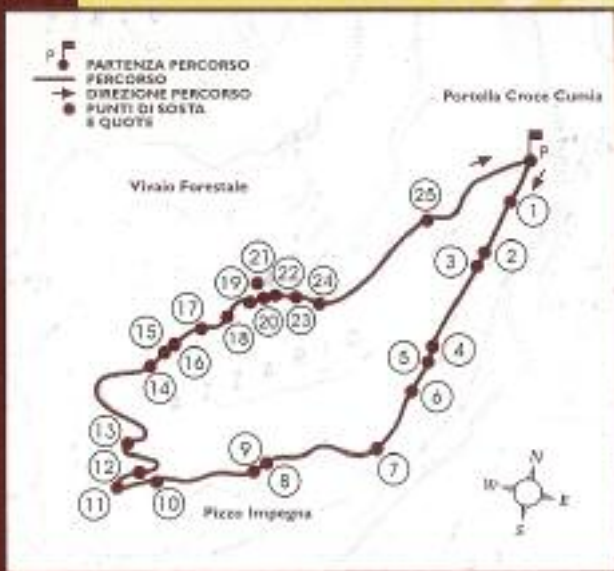 P
PARTENZA PERCORSO
PERCORSO
DIREZIONE PERCORSO
PUNTI DI SOSTA
E QUOTE
Portella Croce Cumia
P
Vivaio Forestale
25
1
2
3
21
19
22
24
17
20
23
18
15
16
14
4
5
6
13
9
7
12
8
11
10
Pizzo Impegna
N
W
E
S